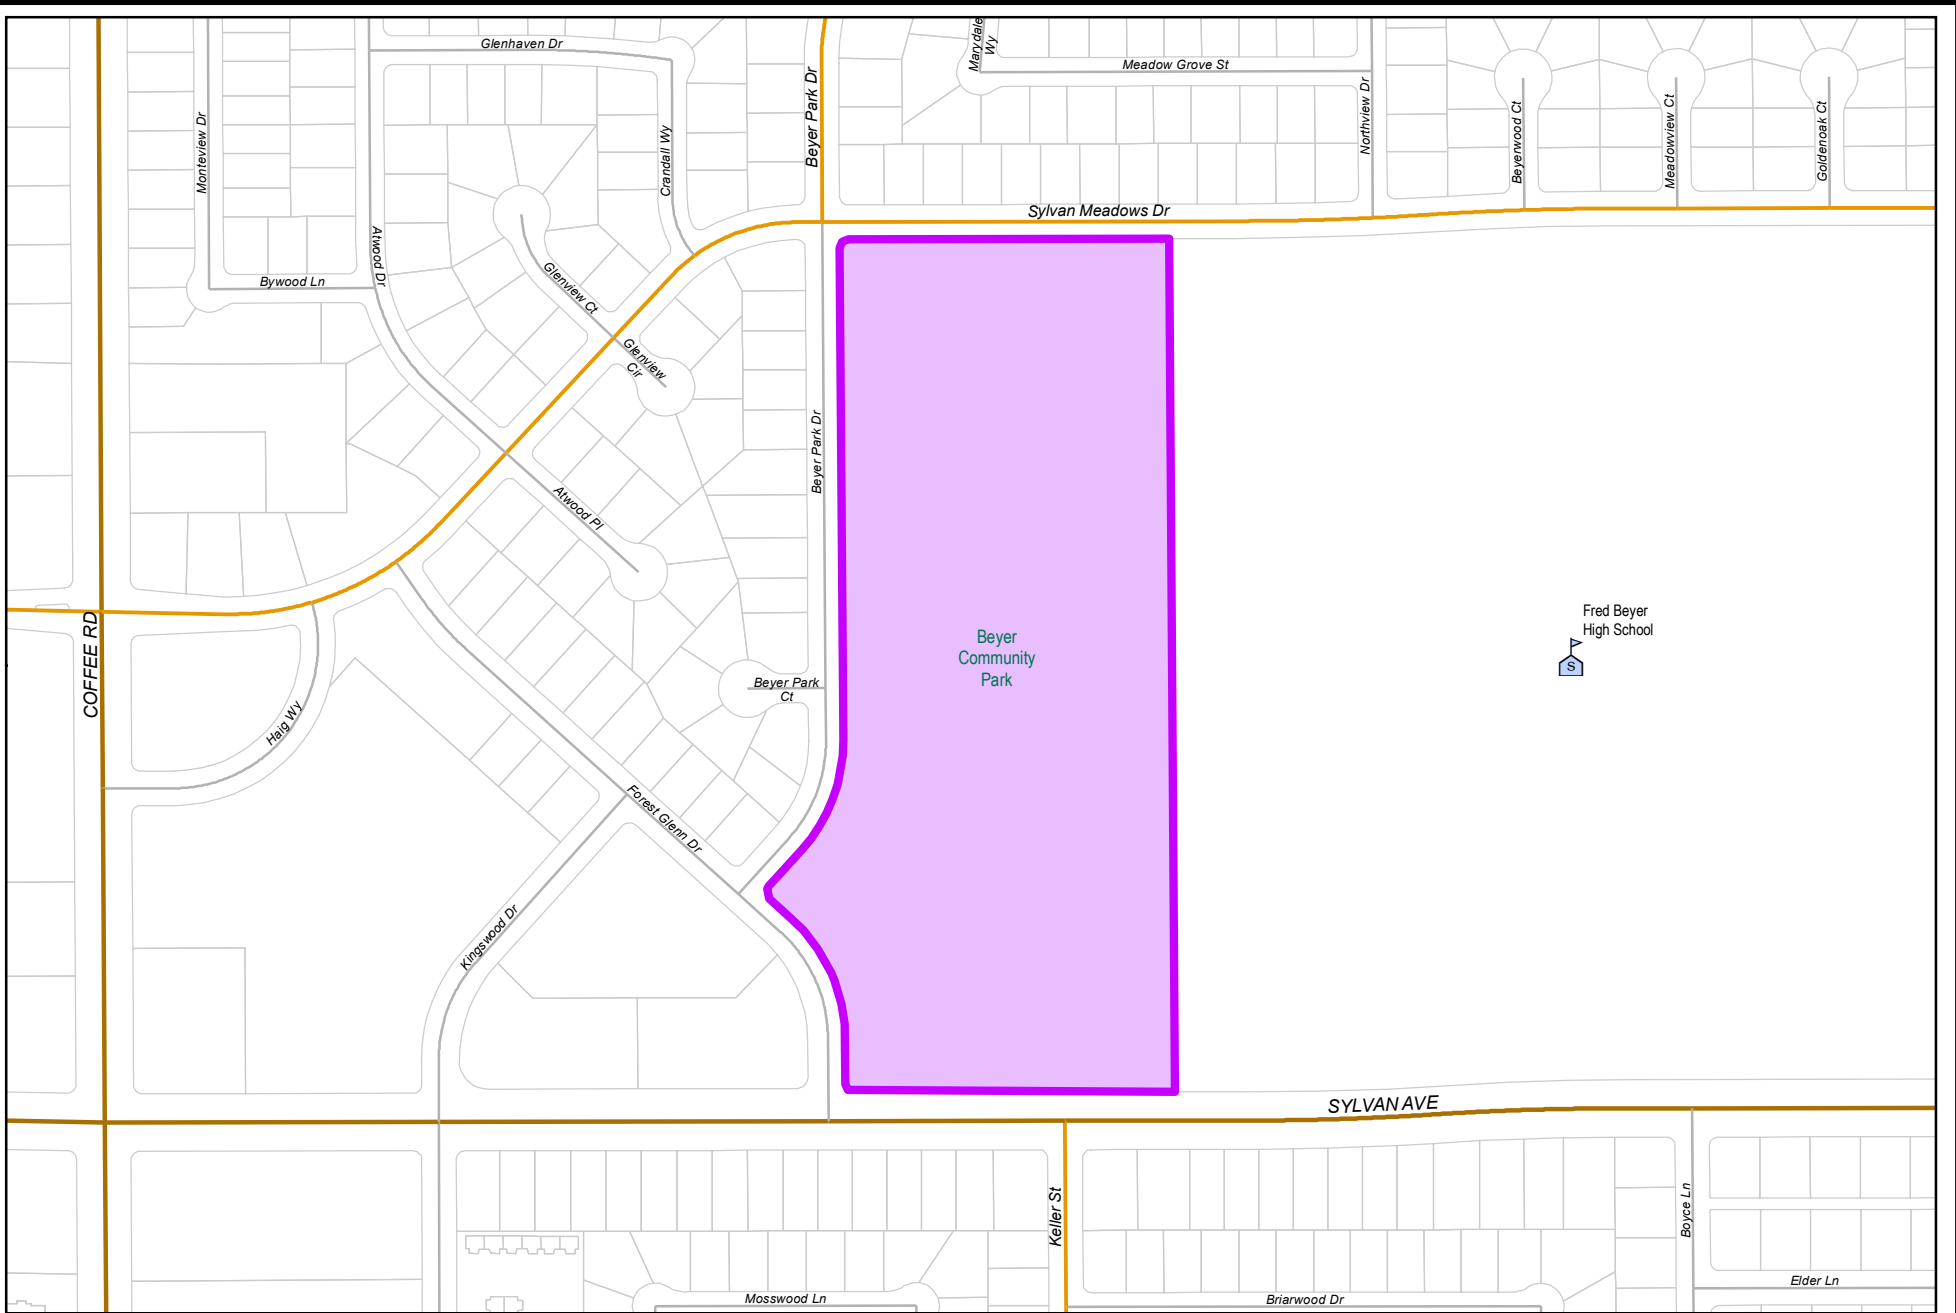 Glenhaven Dr
Marydale
Wy
Meadow Grove St
Monteview Dr
Crandall Wy
Beyer Park Dr
Northview Dr
Beyerwood Ct
Meadowview Ct
Goldenoak Ct
Sylvan Meadows Dr
Atwood Dr
Bywood Ln
Glenview Ct
Glenview
Cir
Beyer Park Dr
Atwood Pl
COFFEE RD
Fred Beyer
High School
S
Beyer
Community
Park
Beyer Park
Ct
Haig Wy
Forest Glenn Dr
Kingswood Dr
SYLVAN AVE
Keller St
Boyce Ln
Elder Ln
Mosswood Ln
Briarwood Dr